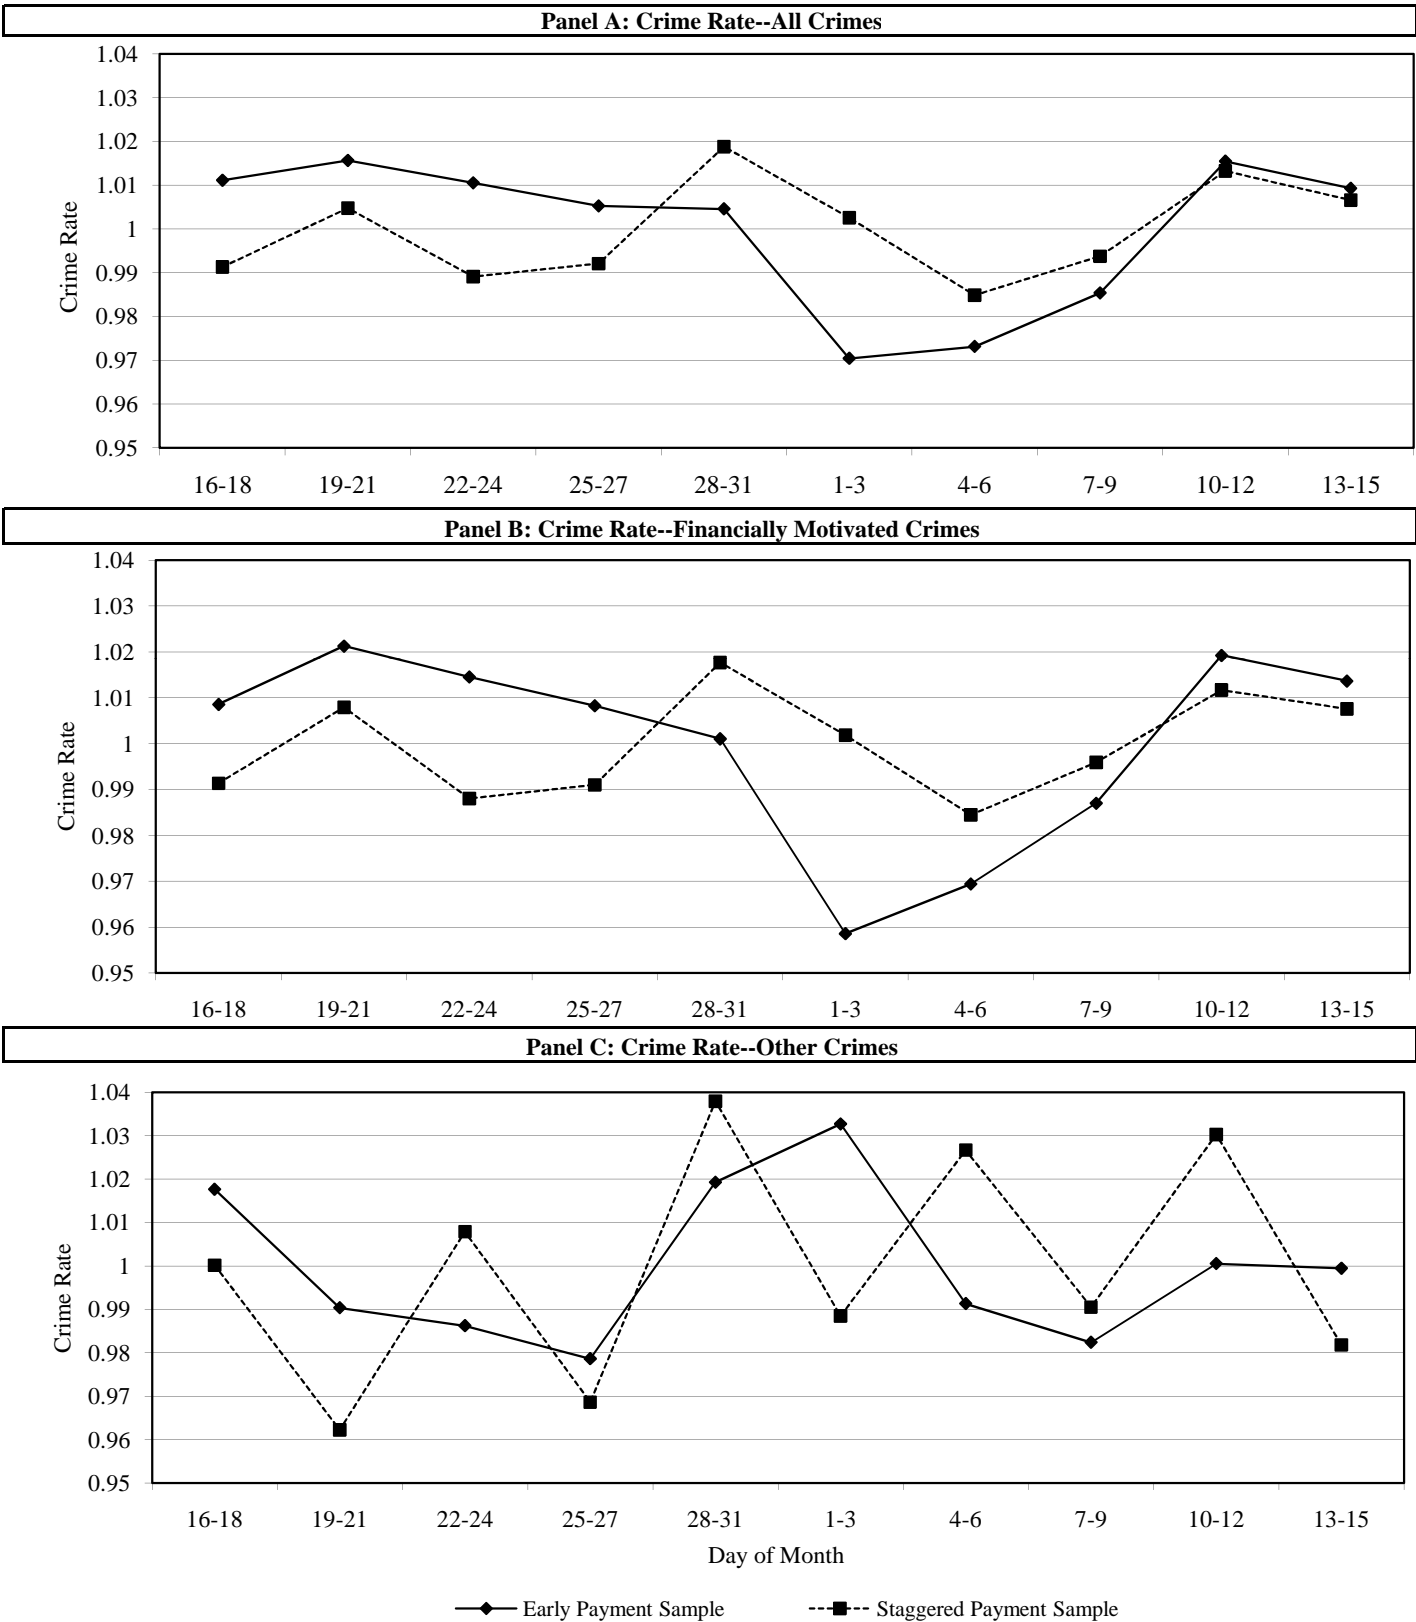 Panel A: Crime Rate--All Crimes
1.04
1.03
1.02
1.01
1
0.99
0.98
0.97
0.96
0.95
Crime Rate
16-18 19-21 22-24 25-27 28-31 1-3 4-6 7-9 10-12 13-15
Panel B: Crime Rate--Financially Motivated Crimes
1.04
1.03
1.02
1.01
1
0.99
0.98
0.97
0.96
0.95
Crime Rate
16-18 19-21 22-24 25-27 28-31 1-3 4-6 7-9 10-12 13-15
Panel C: Crime Rate--Other Crimes
1.04
1.03
1.02
1.01
1
0.99
0.98
0.97
0.96
0.95
Crime Rate
16-18 19-21 22-24 25-27 28-31 1-3 4-6 7-9 10-12 13-15
Day of Month
Early Payment Sample Staggered Payment Sample